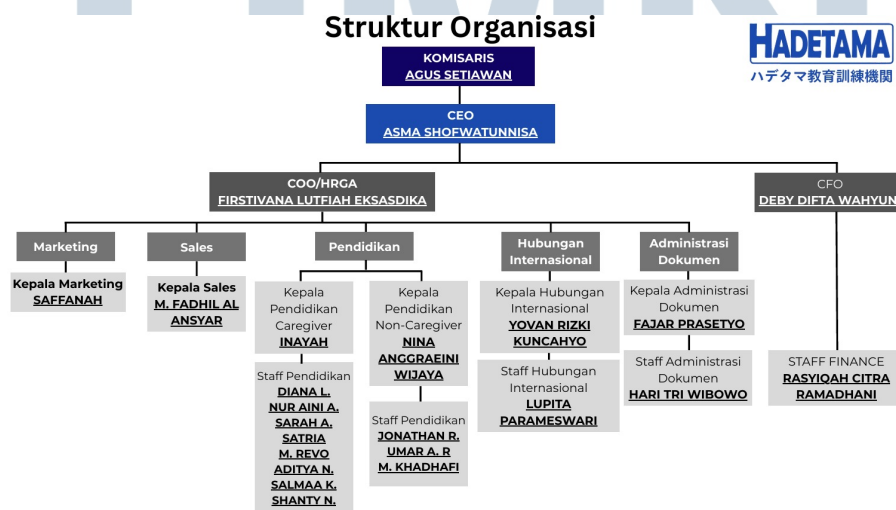 Struktur Organisasi
HADETAMA
ハデタマ教育訓練機関
KOMISARIS
AGUS SETIAWAN
CEO
ASMA SHOFWATUNNISA
COO/HRGA
FIRSTIVANA LUTFIAH EKSASDIKA
CFO
DEBY DIFTA WAHYUN
Marketing
Kepala Marketing
SAFFANAH
Sales
Kepala Sales
M. FADHIL AL
ANSYAR
Pendidikan
Kepala
Pendidikan
Caregiver
INAYAH
Staff Pendidikan
DIANA L.
NUR AINI A.
SARAH A.
SATRIA
M. REVO
ADITYA N.
SALMAA K.
SHANTY N.
Kepala
Pendidikan
Non-Caregiver
NINA
ANGGRAEINI
WIJAYA
Staff Pendidikan
JONATHAN R.
UMAR A. R
M. KHADHAFI
Hubungan
Internasional
Kepala Hubungan
Internasional
YOVAN RIZKI
KUNCAHYO
Staff Hubungan
Internasional
LUPITA
PARAMESWARI
Administrasi
Dokumen
Kepala Administrasi
Dokumen
FAJAR PRASETYO
Staff Administrasi
Dokumen
HARI TRI WIBOWO
STAFF FINANCE
RASYIQAH CITRA
RAMADHANI